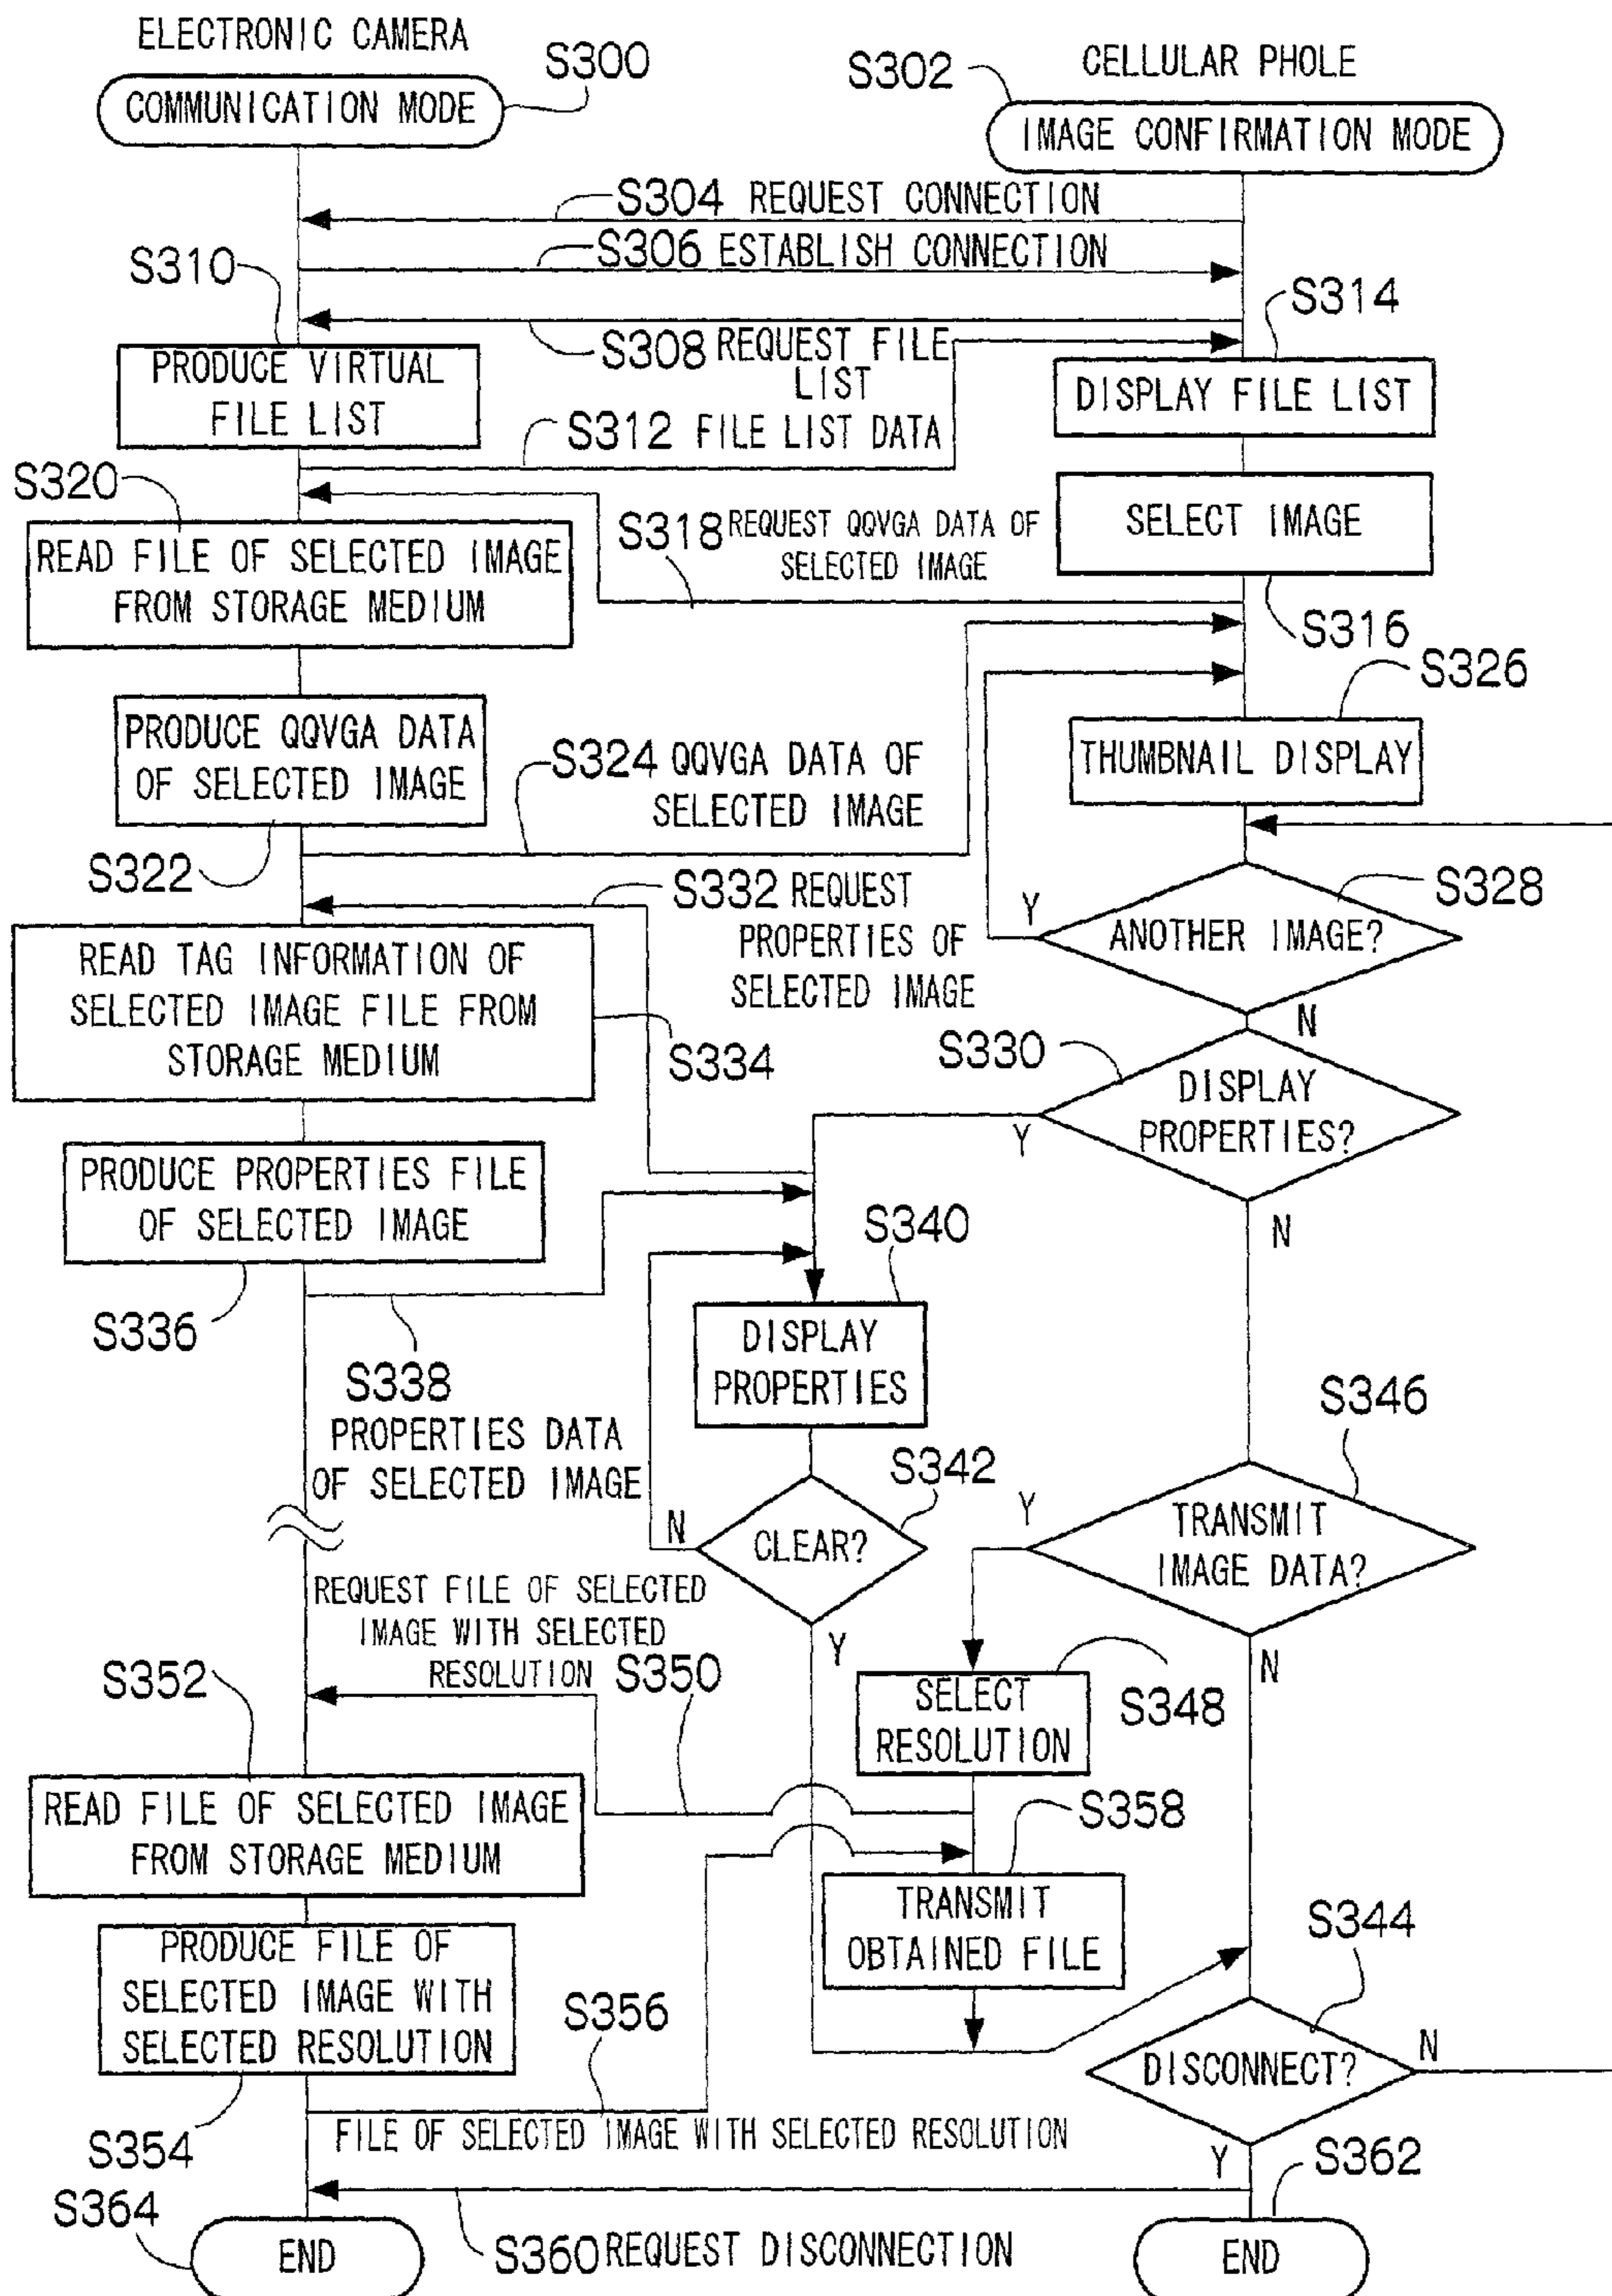 ELECTRONIC CAMERA
S300
COMMUNICATION MODE
S302
CELLULAR PHOLE
IMAGE CONFIRMATION MODE
S304 REQUEST CONNECTION
S306 ESTABLISH CONNECTION
S310
S314
S308 REQUEST FILE
LIST
PRODUCE VIRTUAL
FILE LIST
DISPLAY FILE LIST
S312 FILE LIST DATA
S320
READ FILE OF SELECTED IMAGE
FROM STORAGE MEDIUM
S318 REQUEST QQVGA DATA OF
SELECTED IMAGE
SELECT IMAGE
S316
S326
PRODUCE QQVGA DATA
OF SELECTED IMAGE
S322
S324 QQVGA DATA OF
SELECTED IMAGE
THUMBNAIL DISPLAY
S332 REQUEST
PROPERTIES OF
SELECTED IMAGE
S328
Y
ANOTHER IMAGE?
N
READ TAG INFORMATION OF
SELECTED IMAGE FILE FROM
STORAGE MEDIUM
S334
S330
DISPLAY
PROPERTIES?
Y
N
PRODUCE PROPERTIES FILE
OF SELECTED IMAGE
S336
S338
PROPERTIES DATA
OF SELECTED IMAGE
S340
DISPLAY
PROPERTIES
S342
N
CLEAR?
Y
S346
Y
TRANSMIT
IMAGE DATA?
N
REQUEST FILE OF SELECTED
IMAGE WITH SELECTED
RESOLUTION S350
S352
SELECT
RESOLUTION
S348
READ FILE OF SELECTED IMAGE
FROM STORAGE MEDIUM
S358
TRANSMIT
OBTAINED FILE
PRODUCE FILE OF
SELECTED IMAGE WITH
SELECTED RESOLUTION
S354
S356
FILE OF SELECTED IMAGE WITH SELECTED RESOLUTION
S344
DISCONNECT?
N
Y
S362
S364
END
S360 REQUEST DISCONNECTION
END